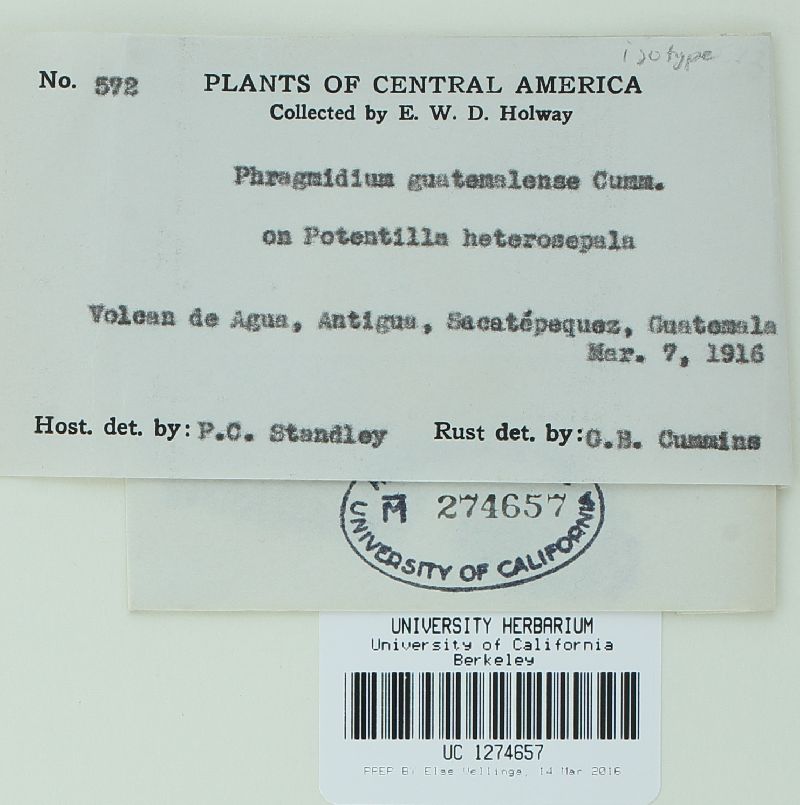 isotype
No. 572 PLANTS OF CENTRAL AMERICA
Collected by E. W. D. Holway
Phragmidium guatemalense Cumm.
on Potentilla heterosepala
Volcan de Agua, Antigua, Sacatépequez, Guatemala
Mar. 7, 1916
Host. det. by: P.C. Standley Rust det. by: G.B. Cummins
M 274657
UNIVERSITY OF CALIFORNIA
UNIVERSITY HERBARIUM
University of California
Berkeley
UC 1274657
PREP BY Else Vellinga, 14 Mar 2016